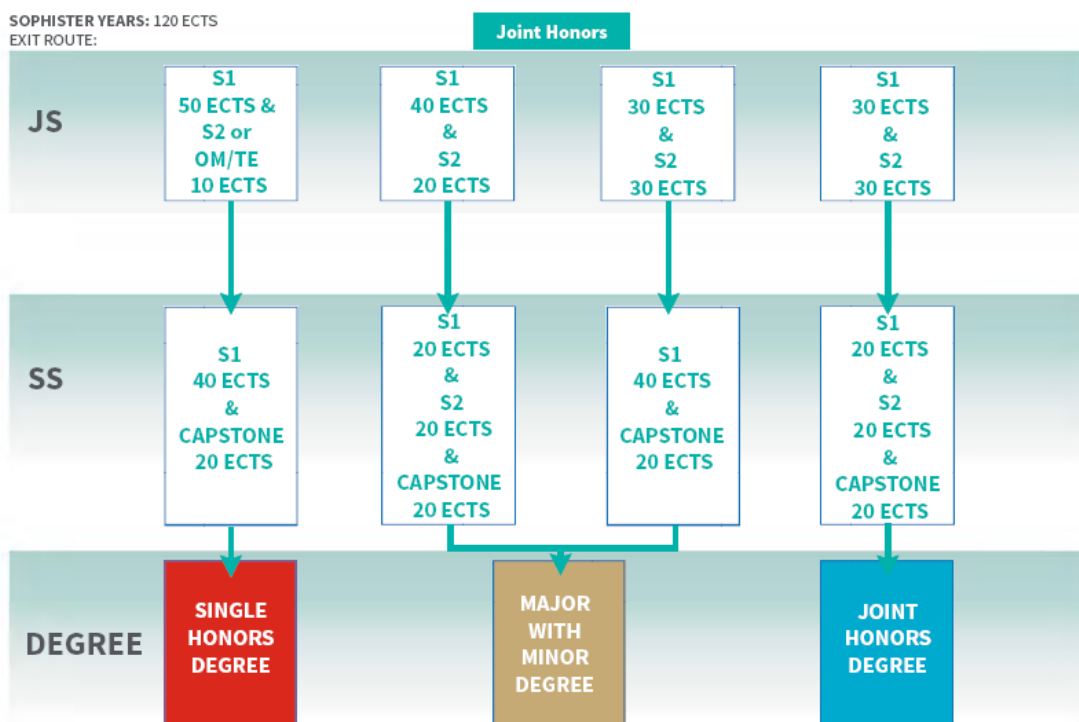 SOPHISTER YEARS: 120 ECTS
EXIT ROUTE:
Joint Honors
JS
S1
50 ECTS &
S2 or
OM/TE
10 ECTS
S1
40 ECTS
&
S2
20 ECTS
S1
30 ECTS
&
S2
30 ECTS
S1
30 ECTS
&
S2
30 ECTS
SS
S1
40 ECTS
&
CAPSTONE
20 ECTS
S1
20 ECTS
&
S2
20 ECTS
&
CAPSTONE
20 ECTS
S1
40 ECTS
&
CAPSTONE
20 ECTS
S1
20 ECTS
&
S2
20 ECTS
&
CAPSTONE
20 ECTS
DEGREE
SINGLE
HONORS
DEGREE
MAJOR
WITH
MINOR
DEGREE
JOINT
HONORS
DEGREE